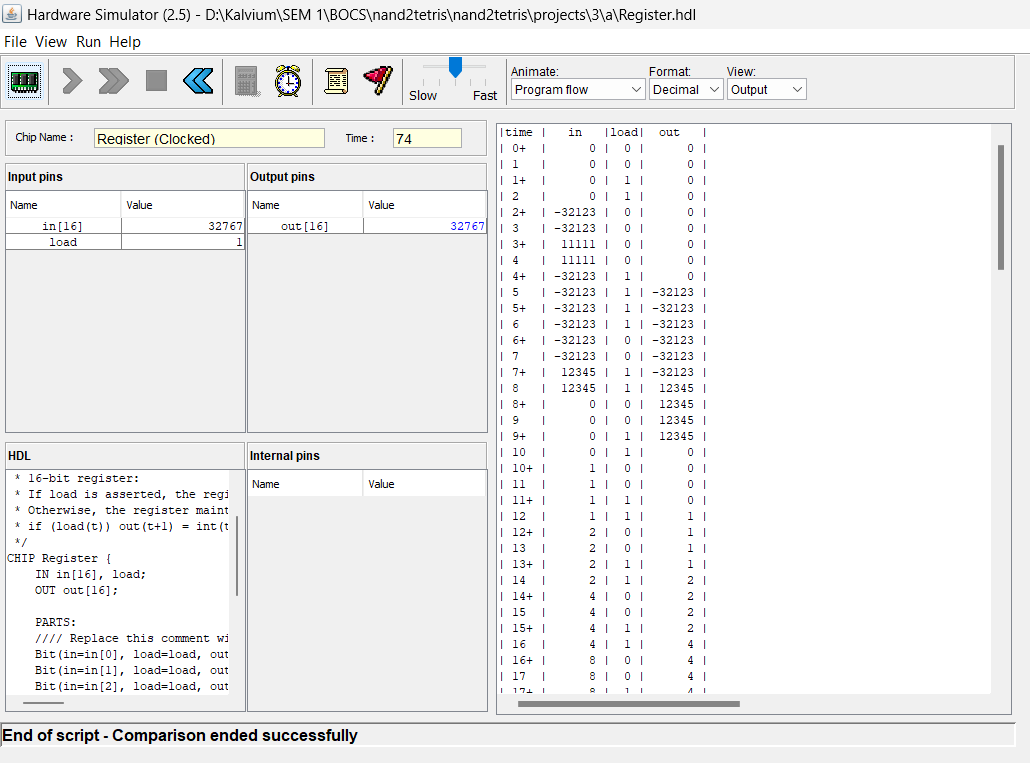 Hardware Simulator (2.5) - D:\Kalvium\SEM 1\BOCS\nand2tetris\nand2tetris\projects\3\a\Register.hdl
File View Run Help
Slow Fast
Animate:
Program flow
Format:
Decimal
View:
Output
Chip Name : Register (Clocked) Time : 74
Input pins
Name Value
in[16] 32767
load 1
Output pins
Name Value
out[16] 32767
HDL
* 16-bit register:
* If load is asserted, the regi
* Otherwise, the register maint
* if (load(t)) out(t+1) = int(t
*/
CHIP Register {
IN in[16], load;
OUT out[16];
PARTS:
//// Replace this comment wi
Bit(in=in[0], load=load, out
Bit(in=in[1], load=load, out
Bit(in=in[2], load=load, out
Internal pins
Name Value
|time | in |load| out |
| 0+ | 0 | 0 | 0 |
| 1 | 0 | 0 | 0 |
| 1+ | 0 | 1 | 0 |
| 2 | 0 | 1 | 0 |
| 2+ | -32123 | 0 | 0 |
| 3 | -32123 | 0 | 0 |
| 3+ | 11111 | 0 | 0 |
| 4 | 11111 | 0 | 0 |
| 4+ | -32123 | 1 | 0 |
| 5 | -32123 | 1 | -32123 |
| 5+ | -32123 | 1 | -32123 |
| 6 | -32123 | 1 | -32123 |
| 6+ | -32123 | 0 | -32123 |
| 7 | -32123 | 0 | -32123 |
| 7+ | 12345 | 1 | -32123 |
| 8 | 12345 | 1 | 12345 |
| 8+ | 0 | 0 | 12345 |
| 9 | 0 | 0 | 12345 |
| 9+ | 0 | 1 | 12345 |
| 10 | 0 | 1 | 0 |
| 10+ | 1 | 0 | 0 |
| 11 | 1 | 0 | 0 |
| 11+ | 1 | 1 | 0 |
| 12 | 1 | 1 | 1 |
| 12+ | 2 | 0 | 1 |
| 13 | 2 | 0 | 1 |
| 13+ | 2 | 1 | 1 |
| 14 | 2 | 1 | 2 |
| 14+ | 4 | 0 | 2 |
| 15 | 4 | 0 | 2 |
| 15+ | 4 | 1 | 2 |
| 16 | 4 | 1 | 4 |
| 16+ | 8 | 0 | 4 |
| 17 | 8 | 0 | 4 |
| 17+ | 8 | 1 | 4 |
End of script - Comparison ended successfully